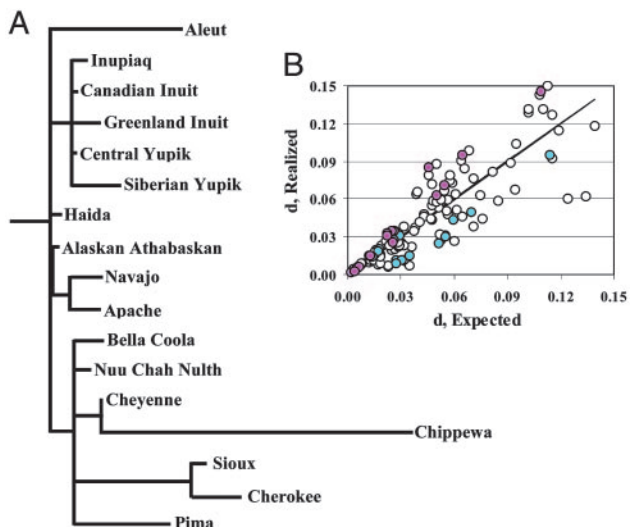 A
Aleut
Inupiaq
Canadian Inuit
Greenland Inuit
Central Yupik
Siberian Yupik
Haida
Alaskan Athabaskan
Navajo
Apache
Bella Coola
Nuu Chah Nulth
Cheyenne
Chippewa
Sioux
Cherokee
Pima
B
d, Realized
0.15
0.12
0.09
0.06
0.03
0.00
0.00 0.03 0.06 0.09 0.12 0.15
d, Expected